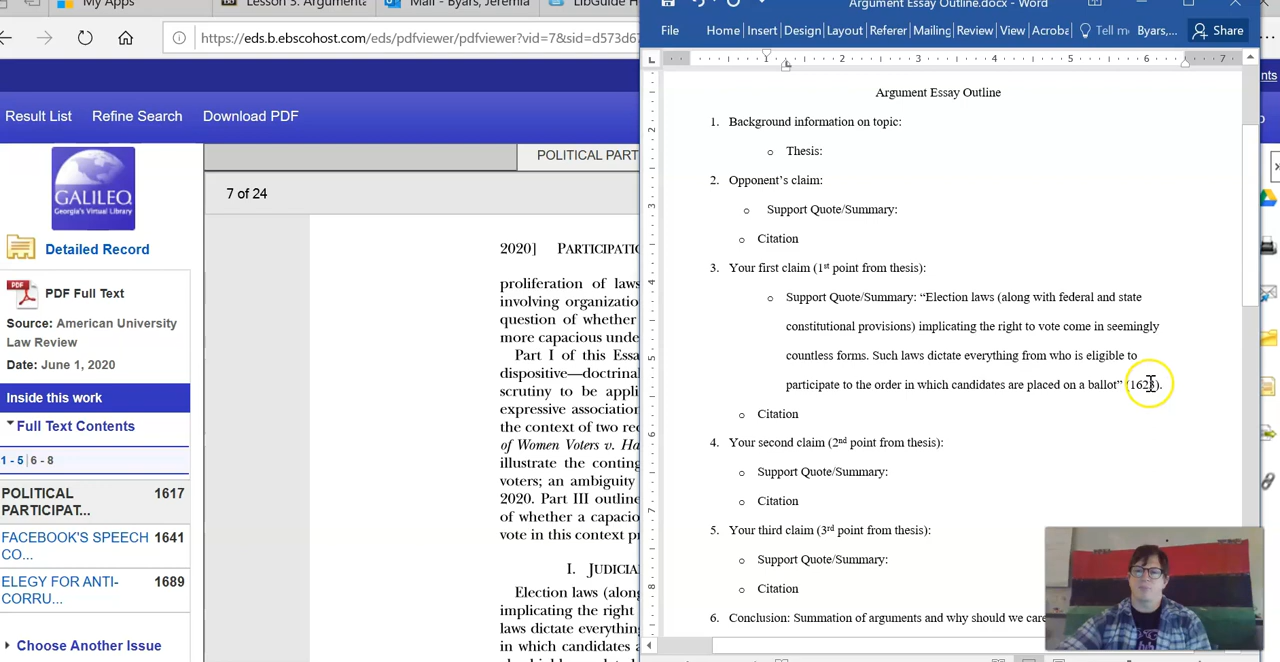 My Apps
Lesson 3: Argumenta
Mail - Byars, Jeremia
LibGuide H
https://eds.b.ebscohost.com/eds/pdfviewer/pdfviewer?vid=7&sid=d573d67
Result List Refine Search Download PDF
GALILEO
Georgia's Virtual Library
Detailed Record
PDF
PDF Full Text
Source: American University
Law Review
Date: June 1, 2020
Inside this work
Full Text Contents
1 - 5 | 6 - 8
POLITICAL 1617
PARTICIPAT...
FACEBOOK'S SPEECH 1641
CO...
ELEGY FOR ANTI- 1689
CORRU...
Choose Another Issue
POLITICAL PART
7 of 24
2020] PARTICIPATIO
proliferation of laws
involving organizatio
question of whether
more capacious unde
Part I of this Essa
dispositive—doctrinal
scrutiny to be applie
expressive association
the context of two rec
of Women Voters v. Ha
illustrate the conting
voters; an ambiguity
2020. Part III outline
of whether a capacio
vote in this context pr
I. JUDICIA
Election laws (along
implicating the right
laws dictate everythin
in which candidates a
Argument Essay Outline.docx - Word
File Home Insert Design Layout Referer Mailing Review View Acroba Tell me Byars,... Share
Argument Essay Outline
1. Background information on topic:
o Thesis:
2. Opponent's claim:
o Support Quote/Summary:
o Citation
3. Your first claim (1st point from thesis):
o Support Quote/Summary: “Election laws (along with federal and state
constitutional provisions) implicating the right to vote come in seemingly
countless forms. Such laws dictate everything from who is eligible to
participate to the order in which candidates are placed on a ballot” (1623).
o Citation
4. Your second claim (2nd point from thesis):
o Support Quote/Summary:
o Citation
5. Your third claim (3rd point from thesis):
o Support Quote/Summary:
o Citation
6. Conclusion: Summation of arguments and why should we care
nts